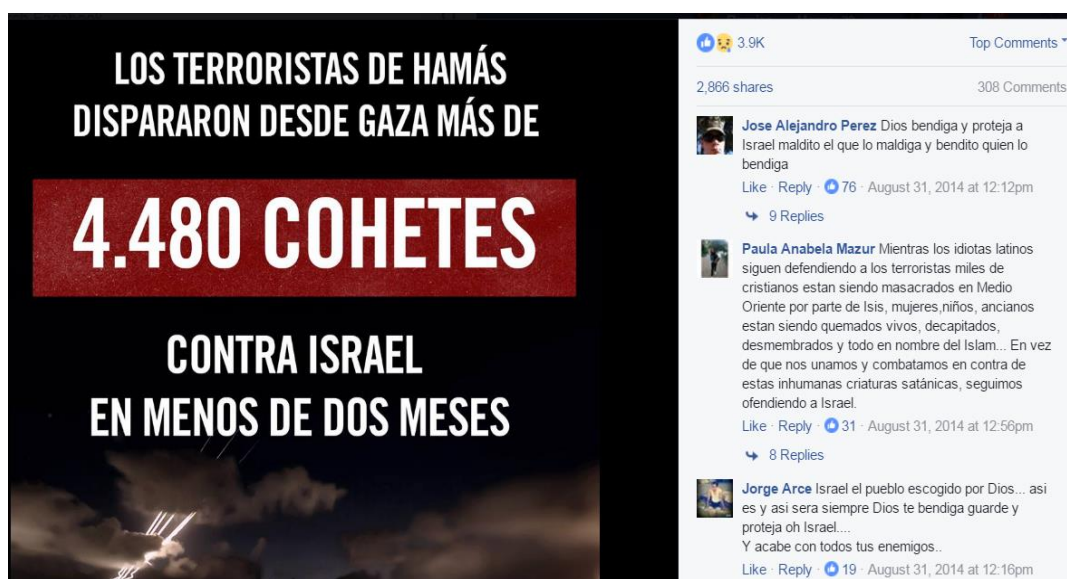 LOS TERRORISTAS DE HAMÁS
DISPARARON DESDE GAZA MÁS DE
4.480 COHETES
CONTRA ISRAEL
EN MENOS DE DOS MESES
3.9K
Top Comments
2,866 shares
308 Comments
Jose Alejandro Perez Dios bendiga y proteja a
Israel maldito el que lo maldiga y bendito quien lo
bendiga
Like · Reply · 76 · August 31, 2014 at 12:12pm
9 Replies
Paula Anabela Mazur Mientras los idiotas latinos
siguen defendiendo a los terroristas miles de
cristianos estan siendo masacrados en Medio
Oriente por parte de Isis, mujeres,niños, ancianos
estan siendo quemados vivos, decapitados,
desmembrados y todo en nombre del Islam... En vez
de que nos unamos y combatamos en contra de
estas inhumanas criaturas satánicas, seguimos
ofendiendo a Israel.
Like · Reply · 31 · August 31, 2014 at 12:56pm
8 Replies
Jorge Arce Israel el pueblo escogido por Dios... asi
es y asi sera siempre Dios te bendiga guarde y
proteja oh Israel....
Y acabe con todos tus enemigos..
Like · Reply · 19 · August 31, 2014 at 12:16pm